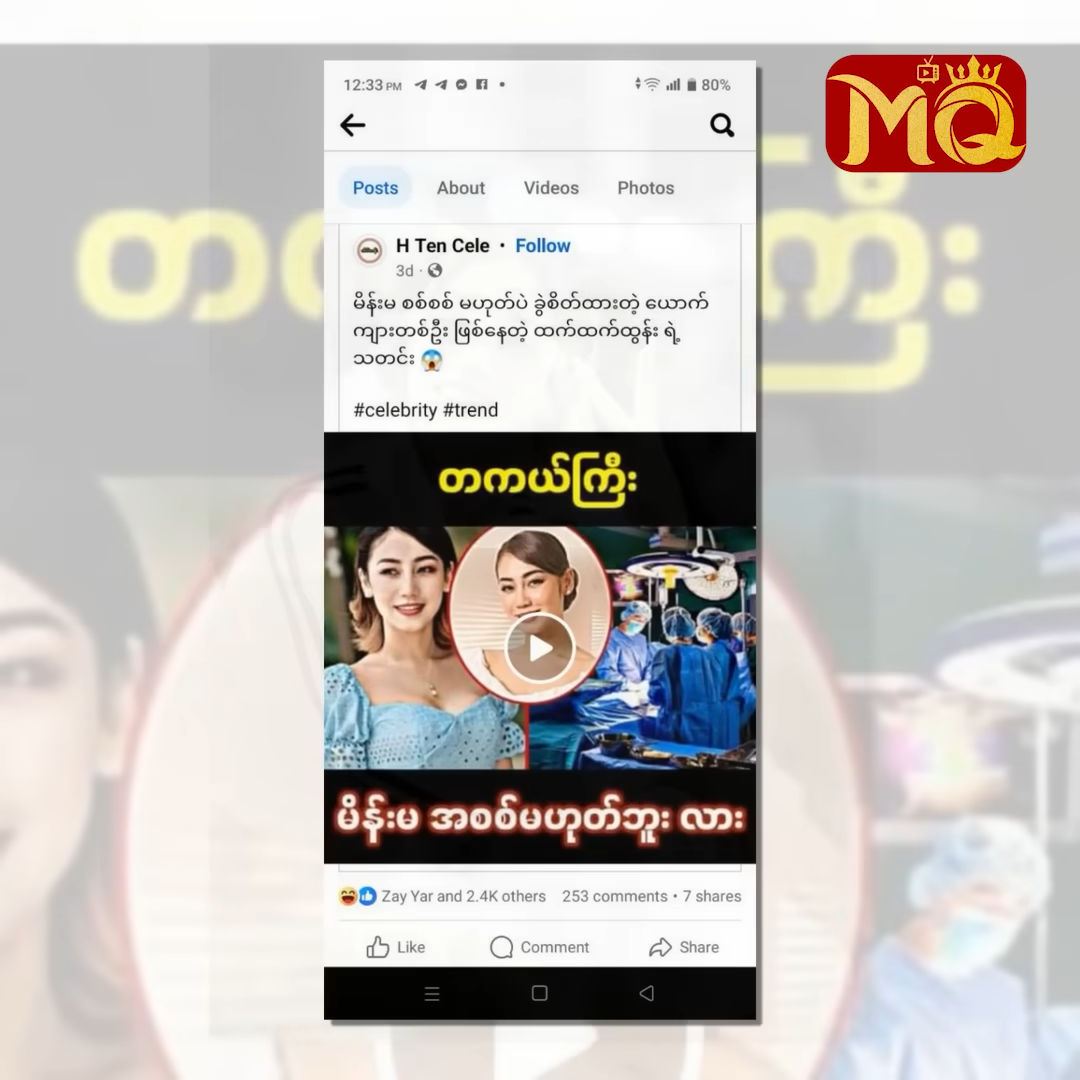 MQ
12:33 PM
80%
Posts About Videos Photos
H Ten Cele · Follow
3d ·
မိန်းမ စစ်စစ် မဟုတ်ပဲ ခွဲစိတ်ထားတဲ့ ယောက်
ကျားတစ်ဦး ဖြစ်နေတဲ့ ထက်ထက်ထွန်း ရဲ့
သတင်း 😱
#celebrity #trend
တကယ်ကြီး
မိန်းမ အစစ်မဟုတ်ဘူး လား
Zay Yar and 2.4K others 253 comments • 7 shares
Like Comment Share